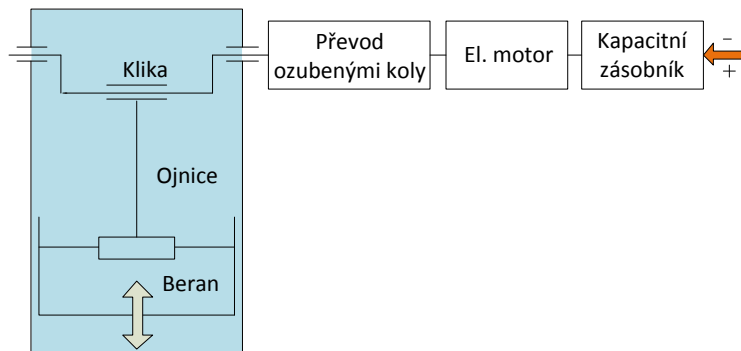 Klika
Převod
ozubenými koly
El. motor
Kapacitní
zásobník
−
+
Ojnice
Beran